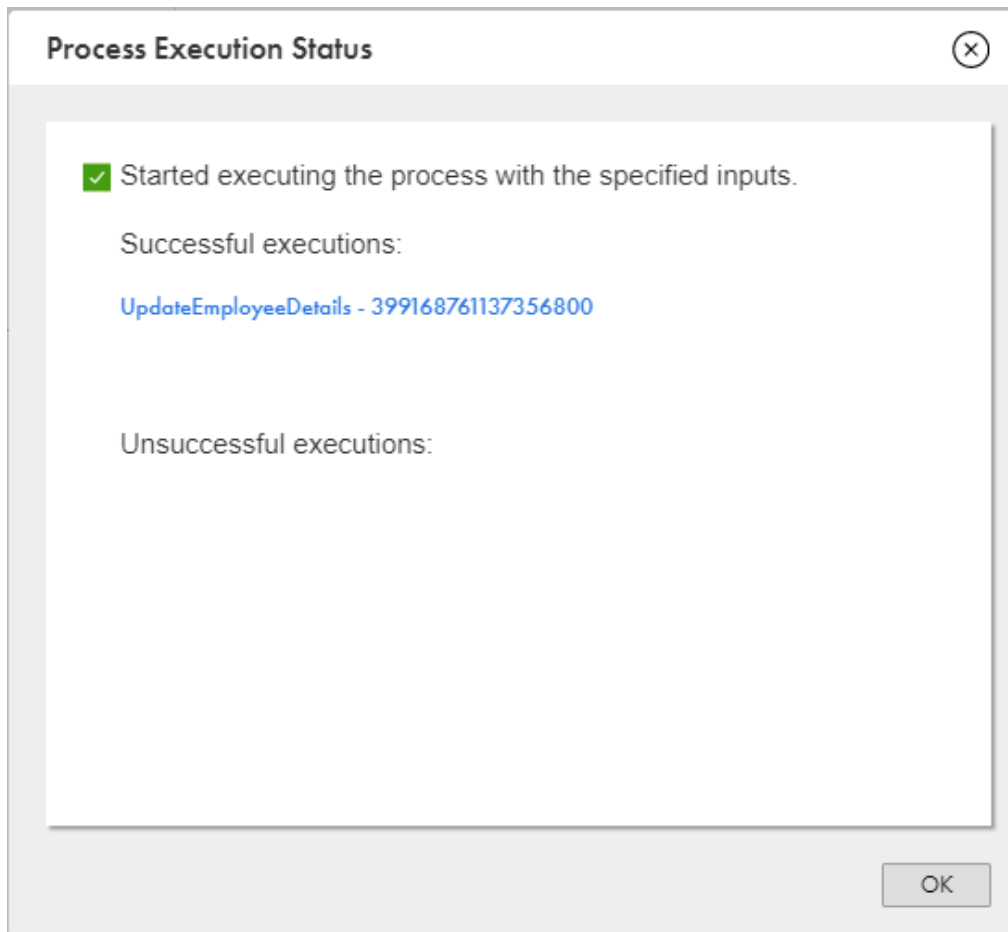 Process Execution Status
Started executing the process with the specified inputs.
Successful executions:
UpdateEmployeeDetails - 399168761137356800
Unsuccessful executions:
OK